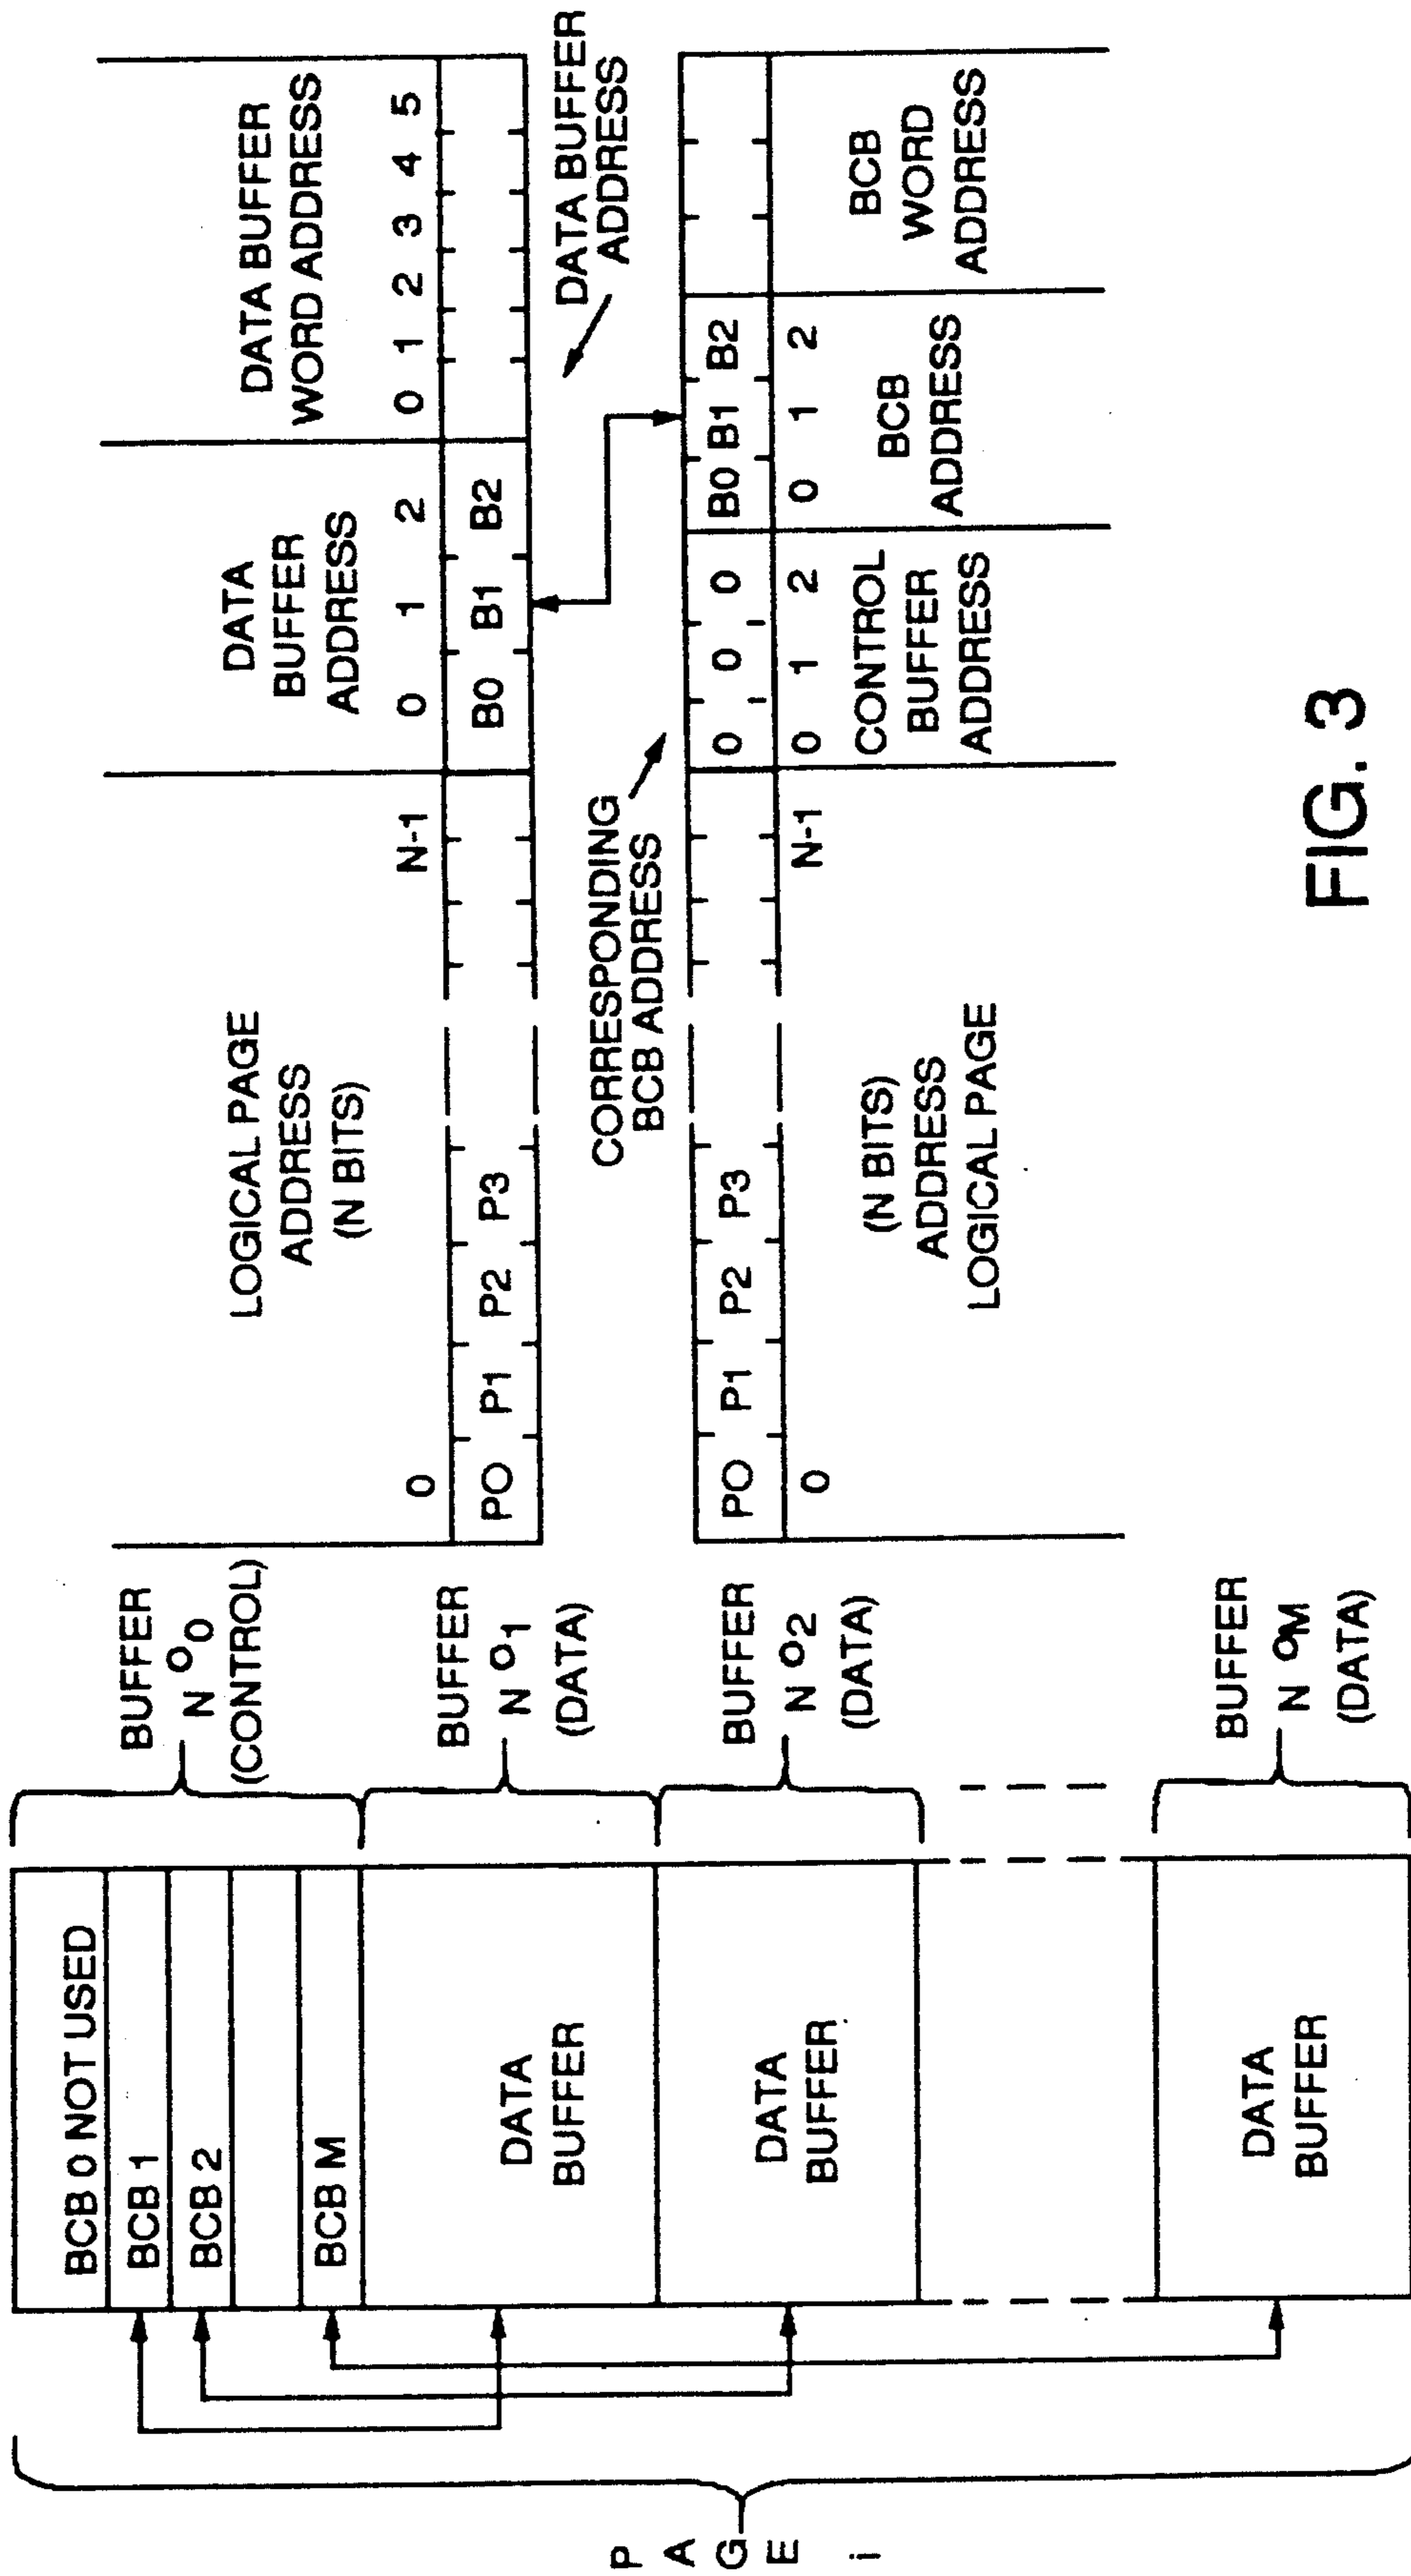 PAGE i
BCB 0 NOT USED
BCB 1
BCB 2
BCB M
DATA
BUFFER
DATA
BUFFER
DATA
BUFFER
BUFFER
N O0
(CONTROL)
BUFFER
N O1
(DATA)
BUFFER
N O2
(DATA)
BUFFER
N OM
(DATA)
LOGICAL PAGE
ADDRESS
(N BITS)
DATA
BUFFER
ADDRESS
DATA BUFFER
WORD ADDRESS
0 N-1 0 1 2 0 1 2 3 4 5
PO P1 P2 P3 B0 B1 B2
DATA BUFFER
ADDRESS
CORRESPONDING
BCB ADDRESS
PO P1 P2 P3 0 0 0 B0 B1 B2
0 N-1 0 1 2 0 1 2
(N BITS)
ADDRESS
LOGICAL PAGE
CONTROL
BUFFER
ADDRESS
BCB
ADDRESS
BCB
WORD
ADDRESS
FIG. 3